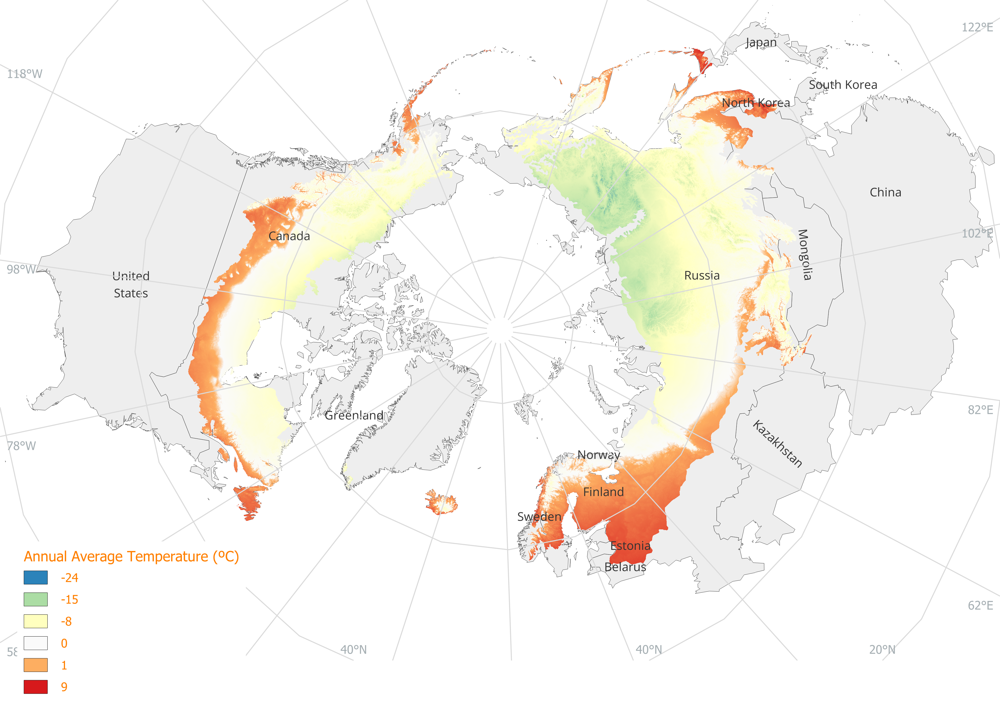 122°E
Japan
118°W
South Korea
North Korea
China
102°E
Canada
Mongolia
98°W
United
States
Russia
82°E
Greenland
Kazakhstan
78°W
Norway
Finland
Sweden
Estonia
Belarus
Annual Average Temperature (ºC)
-24
-15
-8
0
1
9
62°E
58
40°N
40°N
20°N